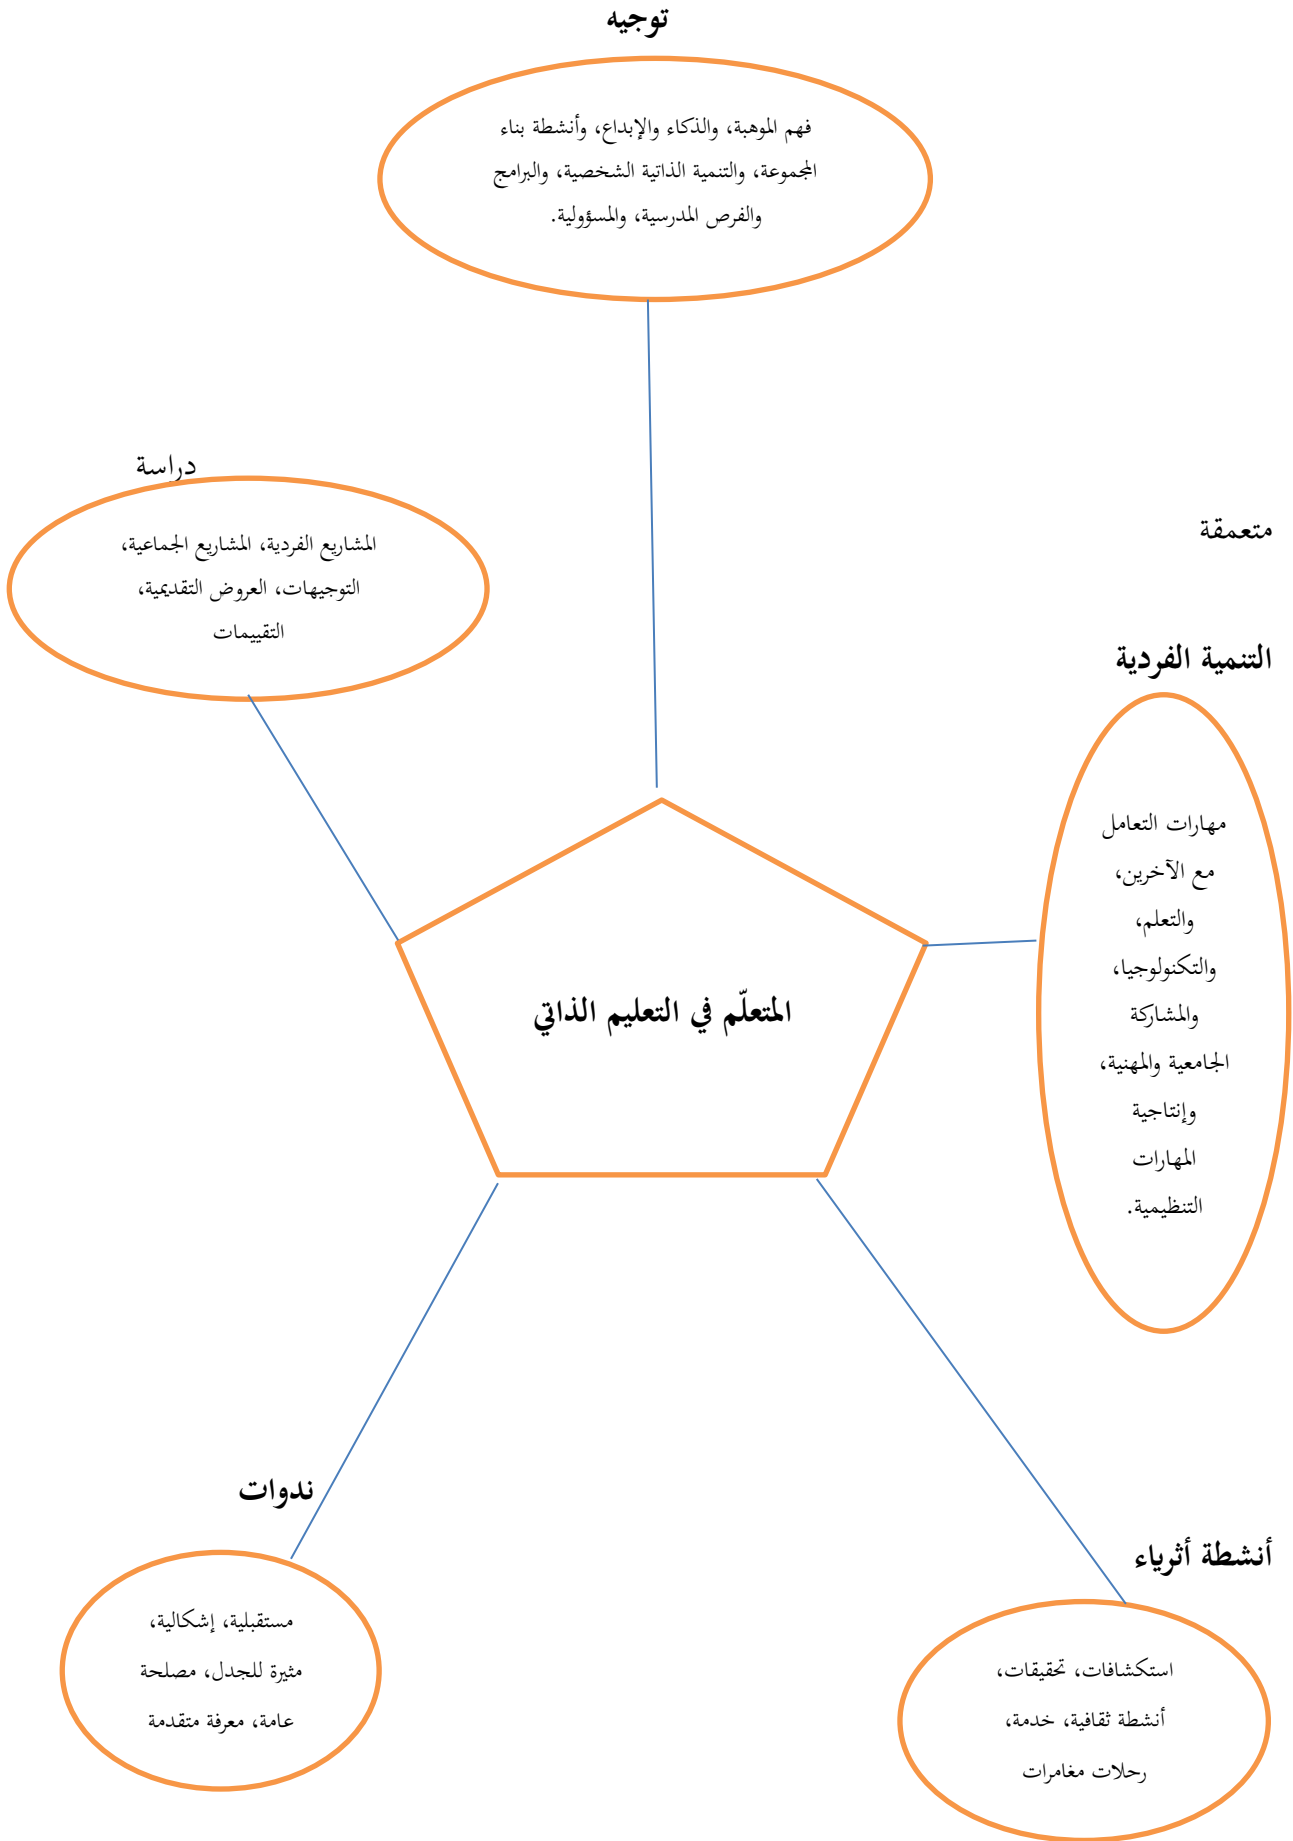 توجيه
فهم الموهبة، والذكاء والإبداع، وأنشطة بناء
المجموعة، والتنمية الذاتية الشخصية، والبرامج
والفرص المدرسية، والمسؤولية.
دراسة
متعمقة
المشاريع الفردية، المشاريع الجماعية،
التوجيهات، العروض التقديمية،
التقييمات
التنمية الفردية
مهارات التعامل
مع الآخرين،
والتعلم،
والتكنولوجيا،
والمشاركة
الجامعية والمهنية،
وإنتاجية
المهارات
التنظيمية.
المتعلّم في التعليم الذاتي
ندوات
مستقبلية، إشكالية،
مثيرة للجدل، مصلحة
عامة، معرفة متقدمة
أنشطة أثرياء
استكشافات، تحقيقات،
أنشطة ثقافية، خدمة،
رحلات مغامرات